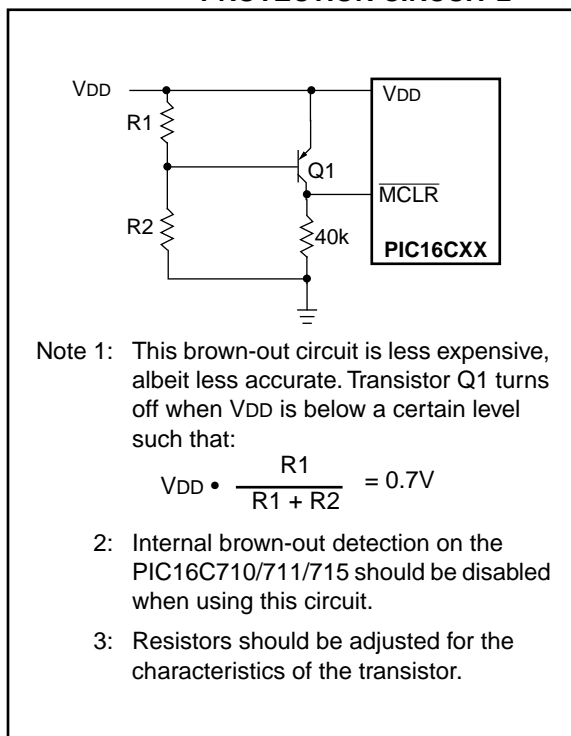 PROTECTION CIRCUIT
VDD
VDD
R1
Q1
MCLR
R2
40k
PIC16CXX
Note 1: This brown-out circuit is less expensive,
albeit less accurate. Transistor Q1 turns
off when VDD is below a certain level
such that:
VDD • R1 / R1 + R2 = 0.7V
2: Internal brown-out detection on the
PIC16C710/711/715 should be disabled
when using this circuit.
3: Resistors should be adjusted for the
characteristics of the transistor.